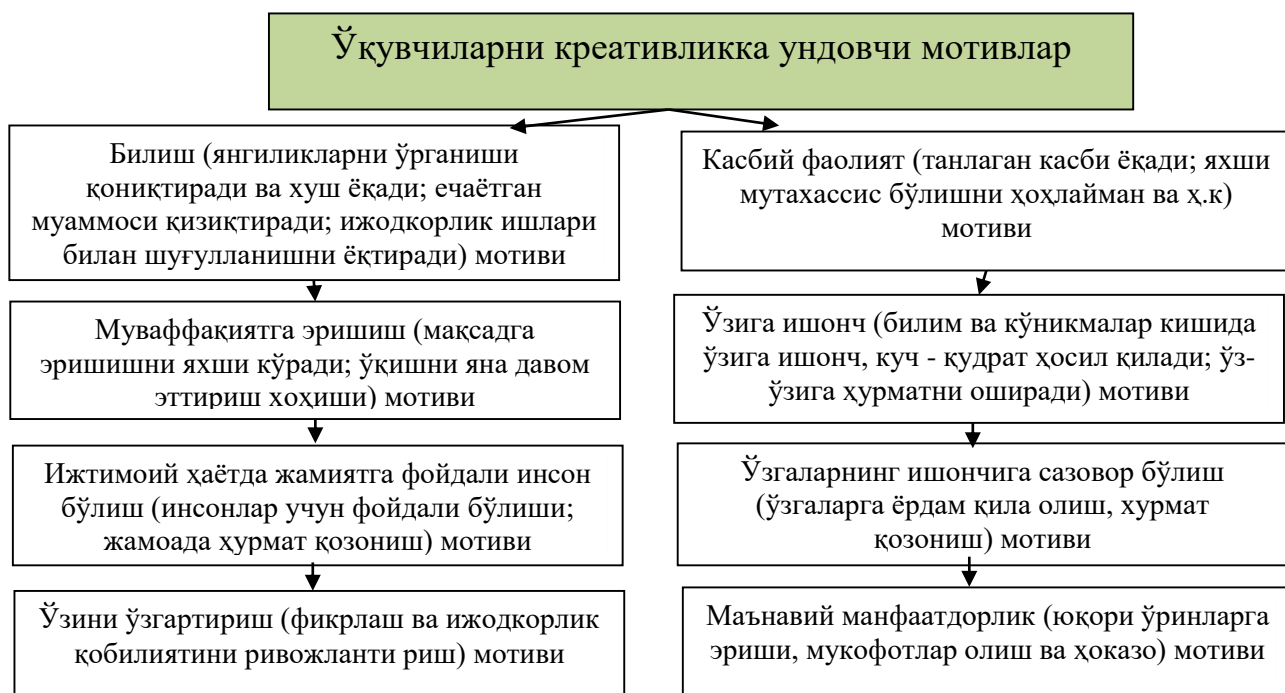 Ўқувчиларни креативликка ундовчи мотивлар
Билиш (янгиликларни ўрганиши
қониқтиради ва хуш ёқади; ечаётган
муаммоси қизиқтиради; ижодкорлик ишлари
билан шуғулланишни ёқтиради) мотиви
Муваффақиятга эришиш (мақсадга
эришишни яхши кўради; ўқишни яна давом
эттириш хоҳиши) мотиви
Ижтимоий ҳаётда жамиятга фойдали инсон
бўлиш (инсонлар учун фойдали бўлиши;
жамоада ҳурмат қозониш) мотиви
Ўзини ўзгартириш (фикрлаш ва ижодкорлик
қобилиятини ривожланти риш) мотиви
Касбий фаолият (танлаган касби ёқади; яхши
мутахассис бўлишни ҳоҳлайман ва ҳ.к)
мотиви
Ўзига ишонч (билим ва кўникмалар кишида
ўзига ишонч, куч - қудрат ҳосил қилади; ўз-
ўзига ҳурматни оширади) мотиви
Ўзгаларнинг ишончига сазовор бўлиш
(ўзгаларга ёрдам қила олиш, хурмат
қозониш) мотиви
Маънавий манфаатдорлик (юқори ўринларга
эриши, мукофотлар олиш ва ҳоказо) мотиви